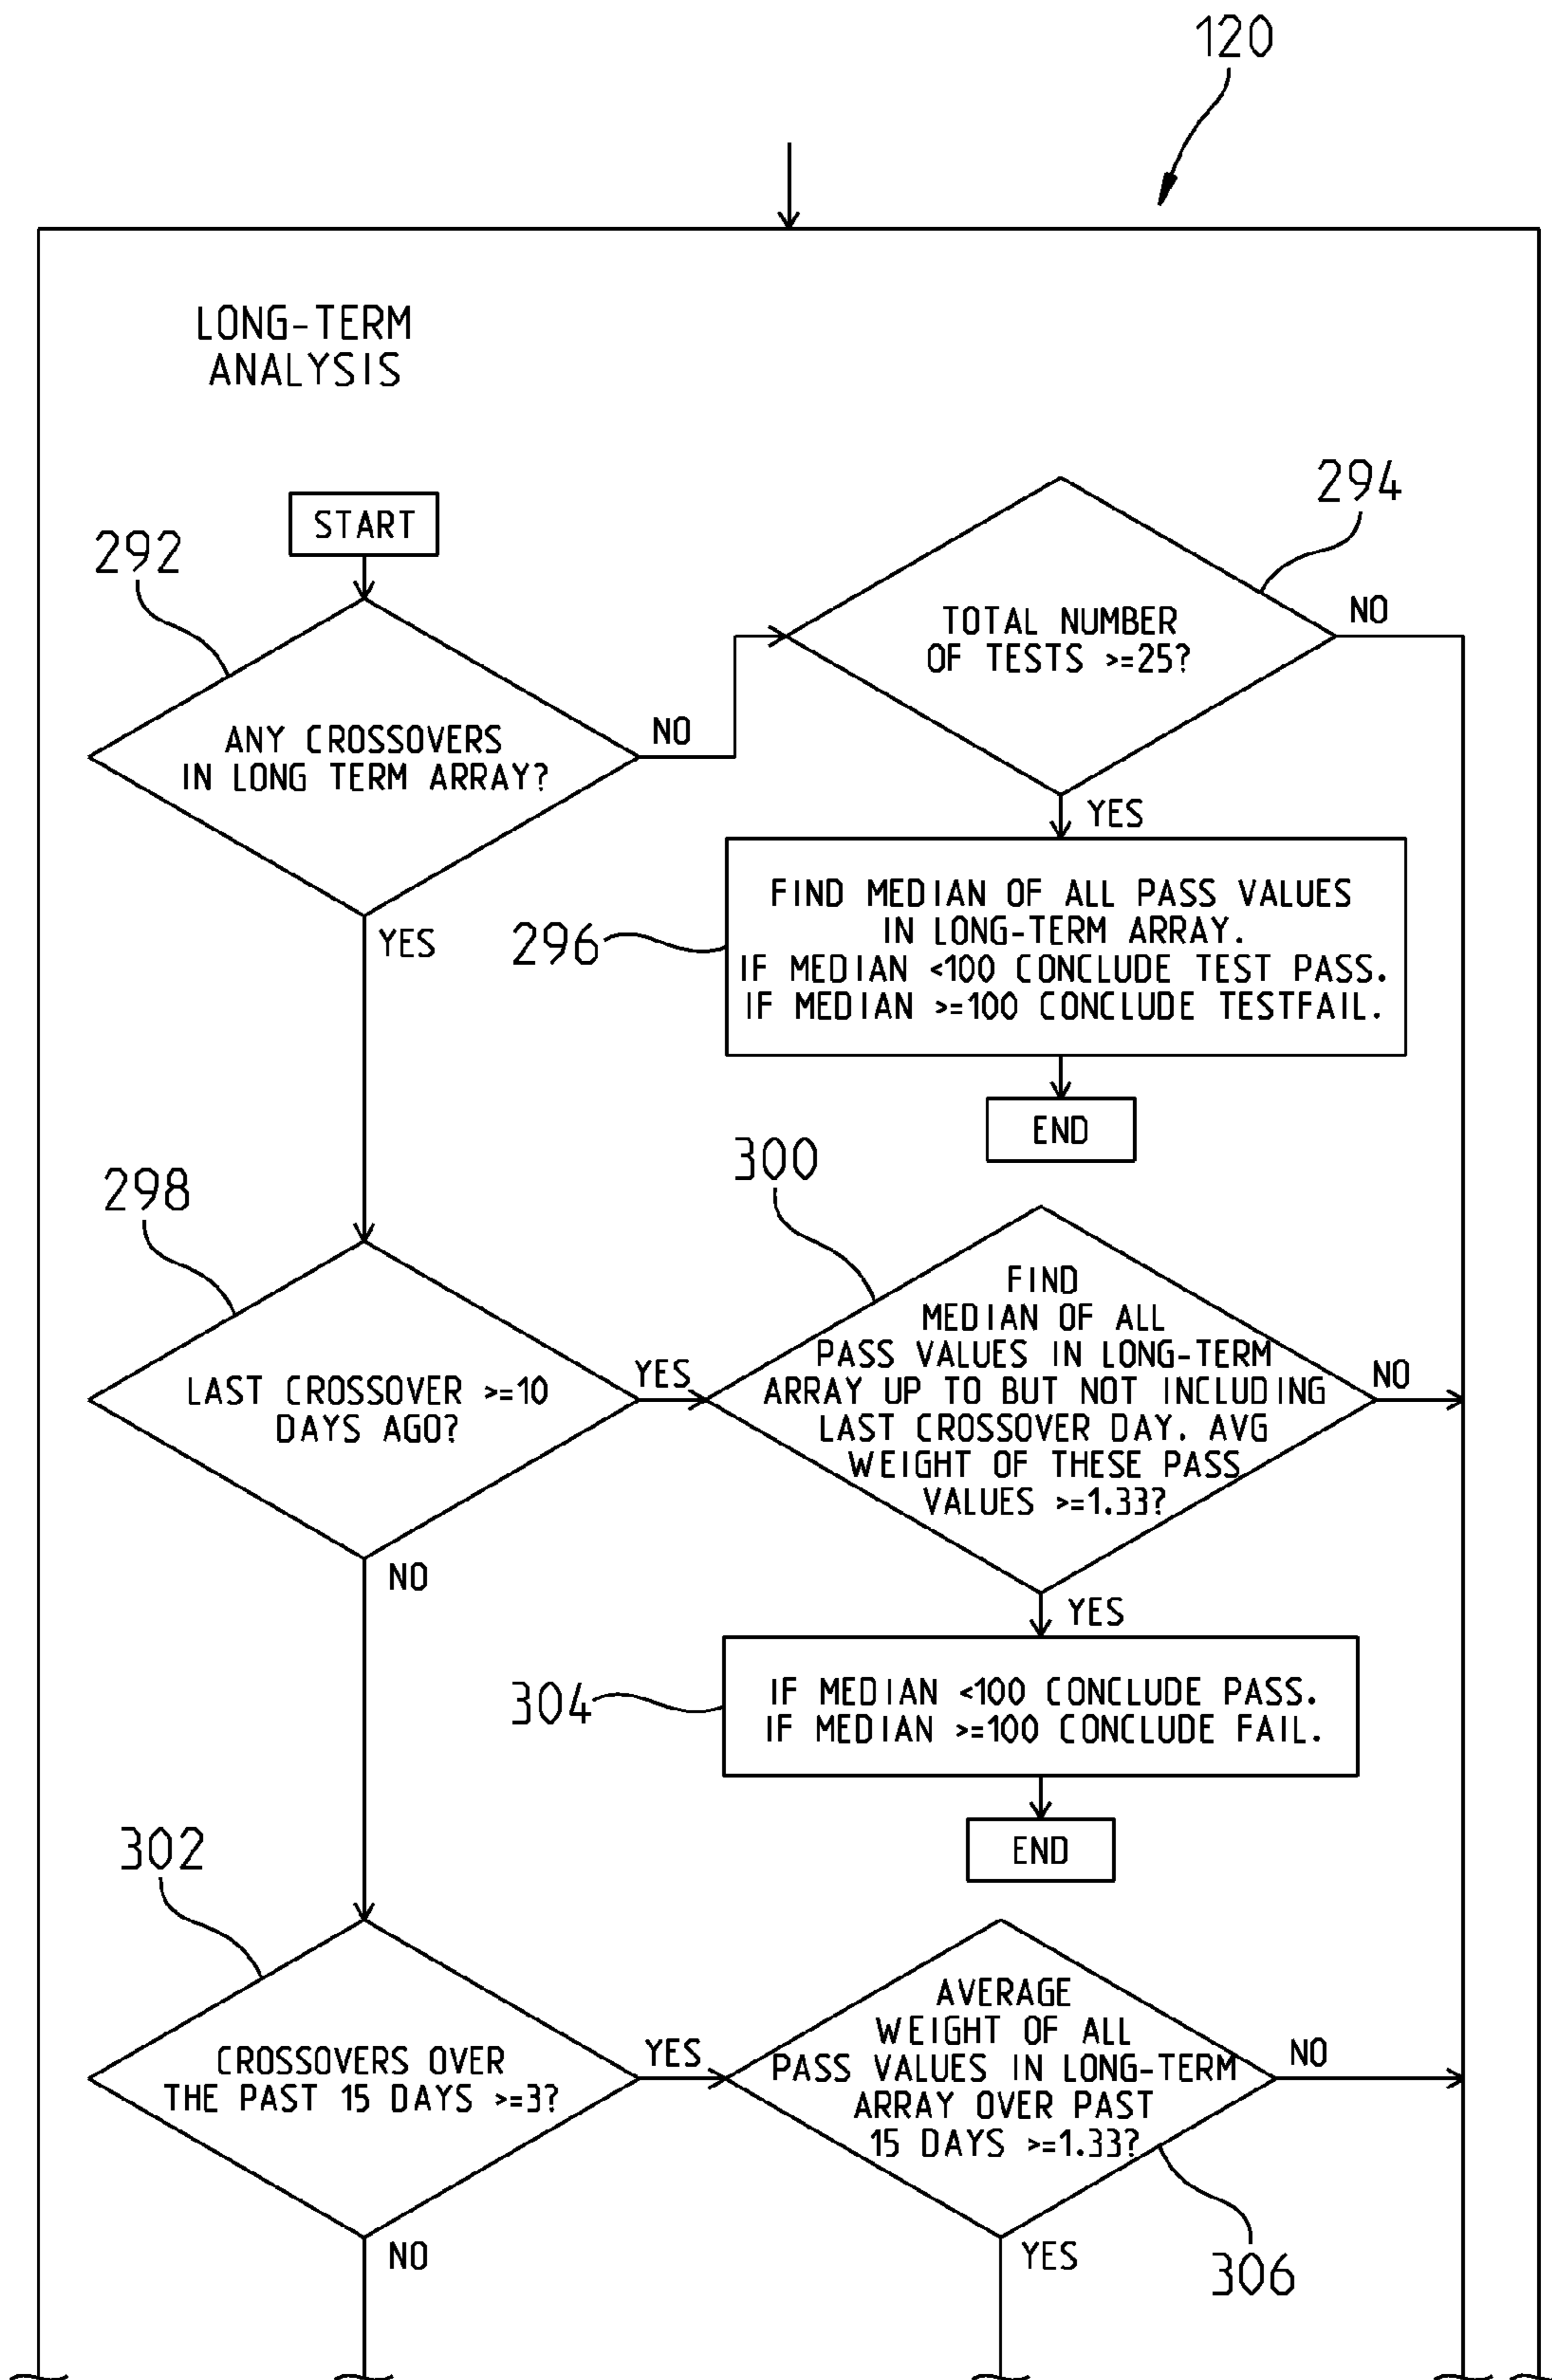 120
LONG-TERM
ANALYSIS
START
292
294
TOTAL NUMBER
OF TESTS >=25?
NO
ANY CROSSOVERS
IN LONG TERM ARRAY?
NO
YES
YES
296
FIND MEDIAN OF ALL PASS VALUES
IN LONG-TERM ARRAY.
IF MEDIAN <100 CONCLUDE TEST PASS.
IF MEDIAN >=100 CONCLUDE TESTFAIL.
END
298
300
LAST CROSSOVER >=10
DAYS AGO?
YES
FIND
MEDIAN OF ALL
PASS VALUES IN LONG-TERM
ARRAY UP TO BUT NOT INCLUDING
LAST CROSSOVER DAY. AVG
WEIGHT OF THESE PASS
VALUES >=1.33?
NO
NO
YES
304
IF MEDIAN <100 CONCLUDE PASS.
IF MEDIAN >=100 CONCLUDE FAIL.
END
302
CROSSOVERS OVER
THE PAST 15 DAYS >=3?
YES
AVERAGE
WEIGHT OF ALL
PASS VALUES IN LONG-TERM
ARRAY OVER PAST
15 DAYS >=1.33?
NO
NO
YES
306